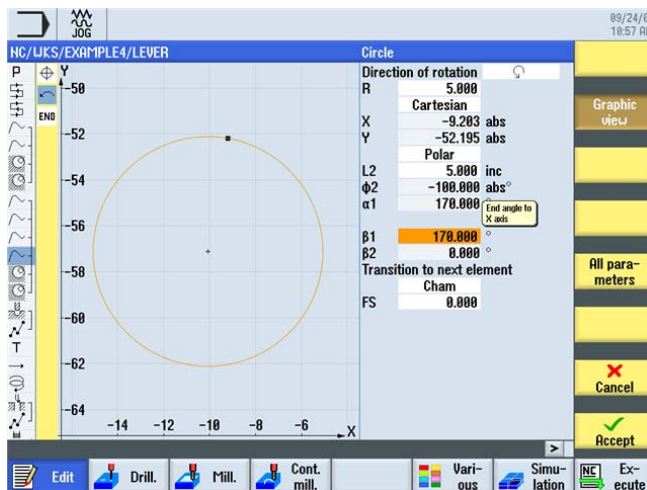 JOG
09/24/0
10:57 A
NC/WKS/EXAMPLE4/LEVER
Circle
P
END
T
Y
-50
-52
-54
-56
-58
-60
-62
-64
-14 -12 -10 -8 -6
X
Direction of rotation
R 5.000
Cartesian
X -9.203 abs
Y -52.195 abs
Polar
L2 5.000 inc
φ2 -100.000 abs°
α1 170.000 °
End angle to
X axis
β1 170.000 °
β2 0.000 °
Transition to next element
Cham
FS 0.000
Graphic
view
All para-
meters
Cancel
Accept
>
Edit
Drill.
Mill.
Cont.
mill.
Vari-
ous
Simu-
lation
NC
Ex-
ecute